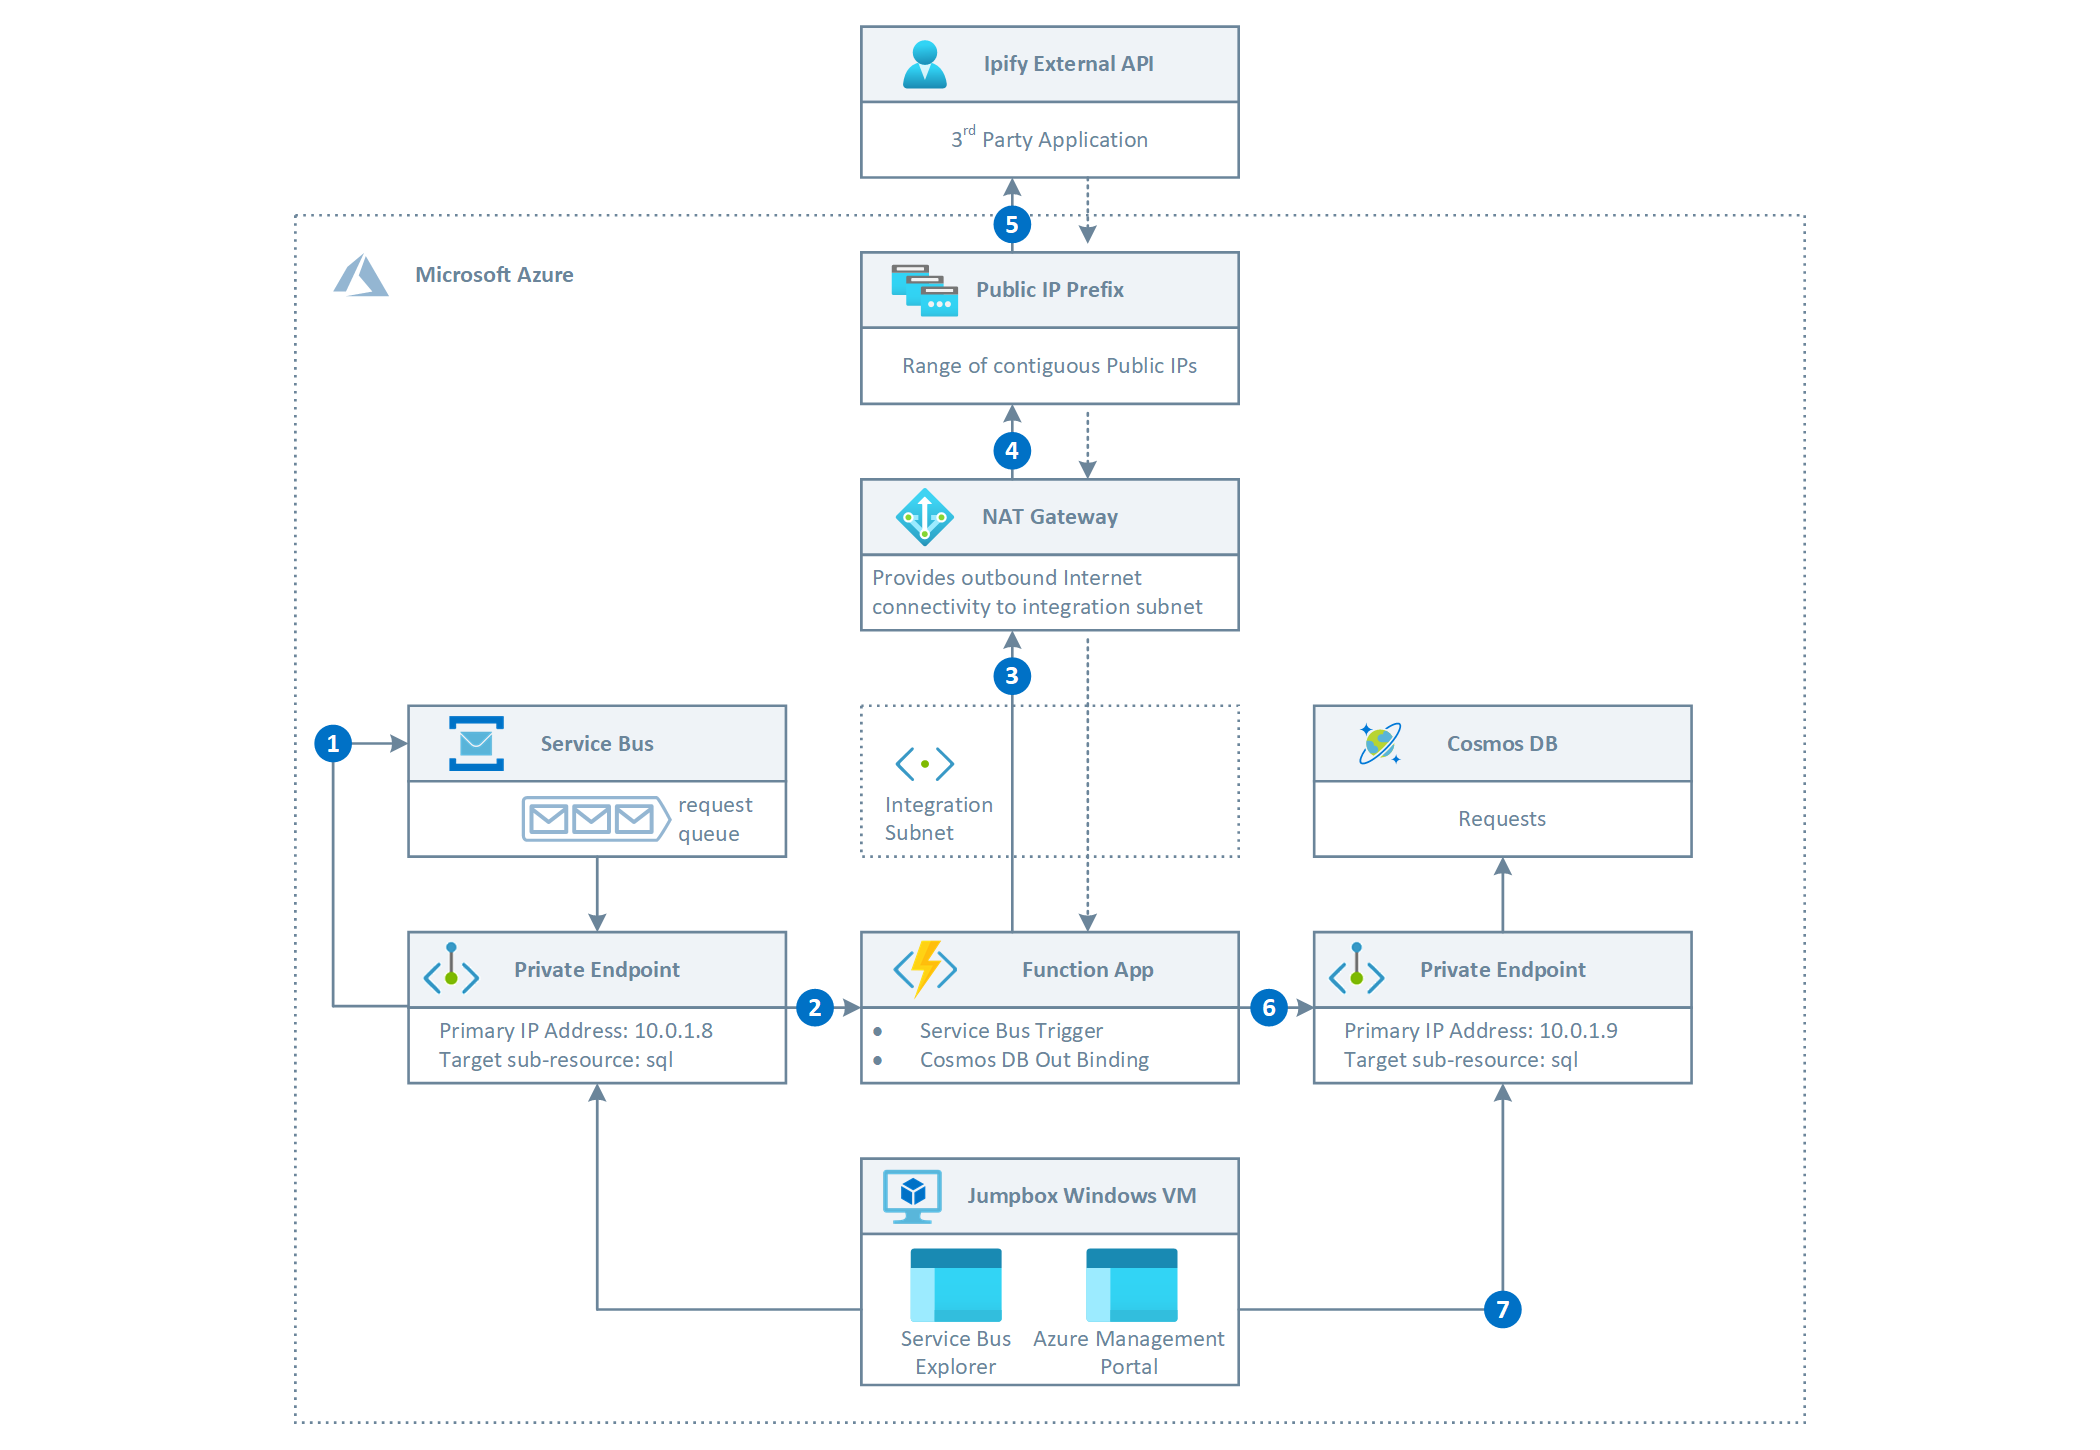 Ipify External API
3rd Party Application
5
Microsoft Azure
Public IP Prefix
Range of contiguous Public IPs
4
NAT Gateway
Provides outbound Internet
connectivity to integration subnet
3
1
Service Bus
request
queue
Integration
Subnet
Cosmos DB
Requests
Private Endpoint
Primary IP Address: 10.0.1.8
Target sub-resource: sql
2
Function App
• Service Bus Trigger
• Cosmos DB Out Binding
6
Private Endpoint
Primary IP Address: 10.0.1.9
Target sub-resource: sql
Jumpbox Windows VM
Service Bus
Explorer
Azure Management
Portal
7